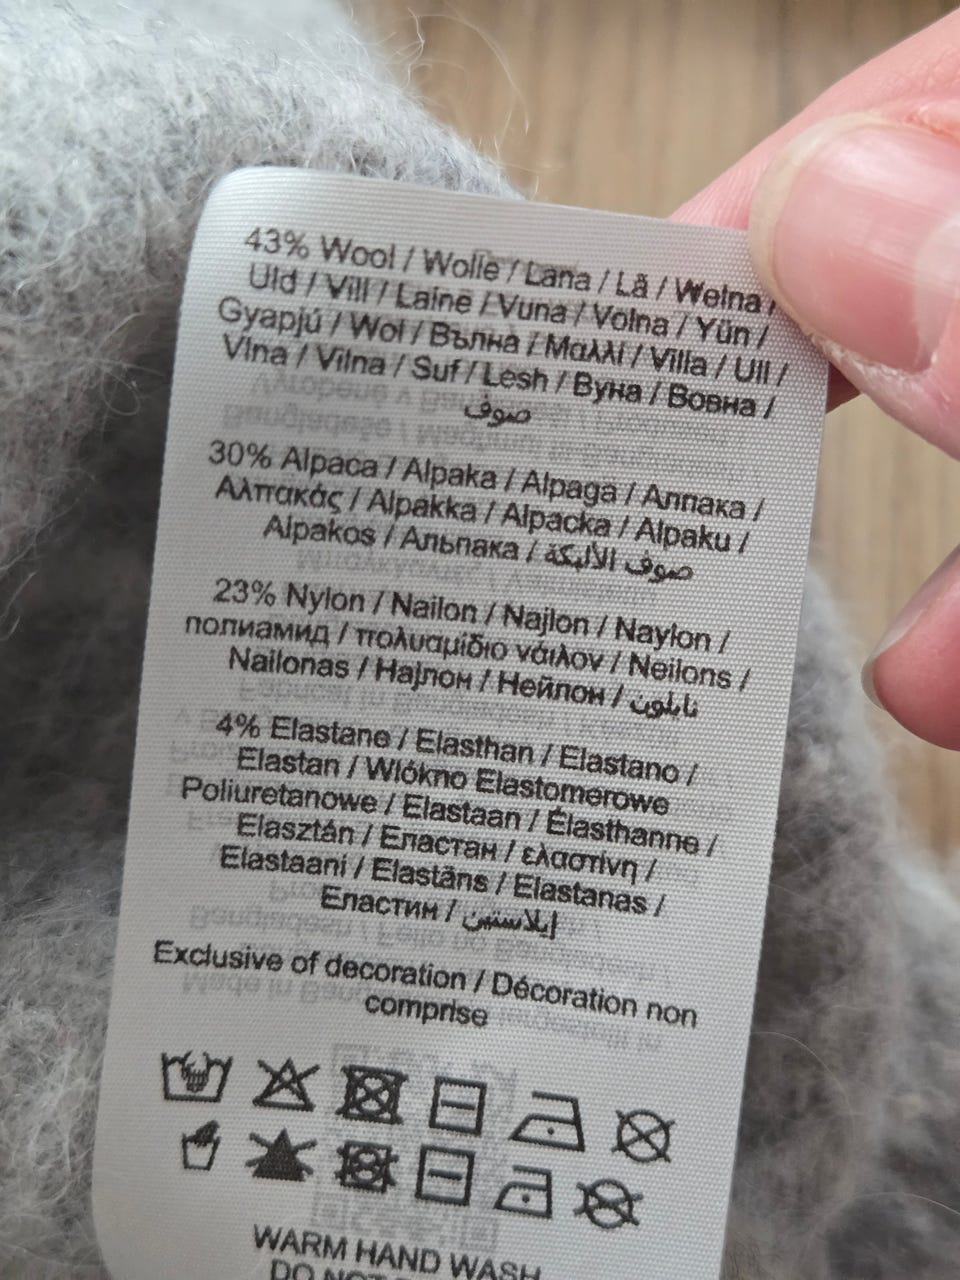 43% Wool / Wolle / Lana / Lã / Wełna /
Uld / Vill / Laine / Vuna / Volna / Yün /
Gyapjú / Wol / Вълна / Μαλλί / Villa / Ull /
Vlna / Vilna / Suf / Lesh / Вуна / Вовна /
صوف
30% Alpaca / Alpaka / Alpaga / Алпака /
Αλπακάς / Alpakka / Alpacka / Alpaku /
Alpakos / Альпака / صوف الألبكة
23% Nylon / Nailon / Najlon / Naylon /
полиамид / πολυαμίδιο νάιλον / Neilons /
Nailonas / Најлон / Нейлон / نايلون
4% Elastane / Elasthan / Elastano /
Elastan / Włókno Elastomerowe
Poliuretanowe / Elastaan / Élasthanne /
Elasztán / Еластан / ελαστίνη /
Elastaani / Elastāns / Elastanas /
Еластин / إيلاستين
Exclusive of decoration / Décoration non
comprise
WARM HAND WASH
DO NOT